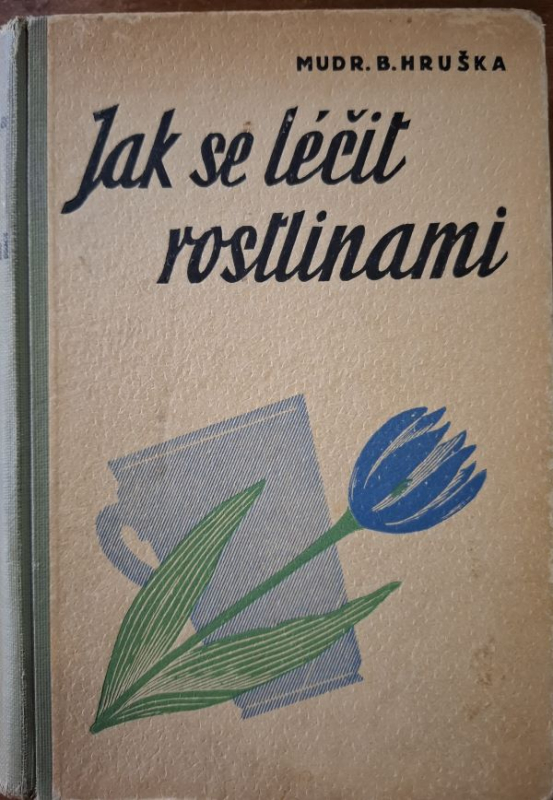 MUDR. B. HRUŠKA
Jak se léčit
rostlinami